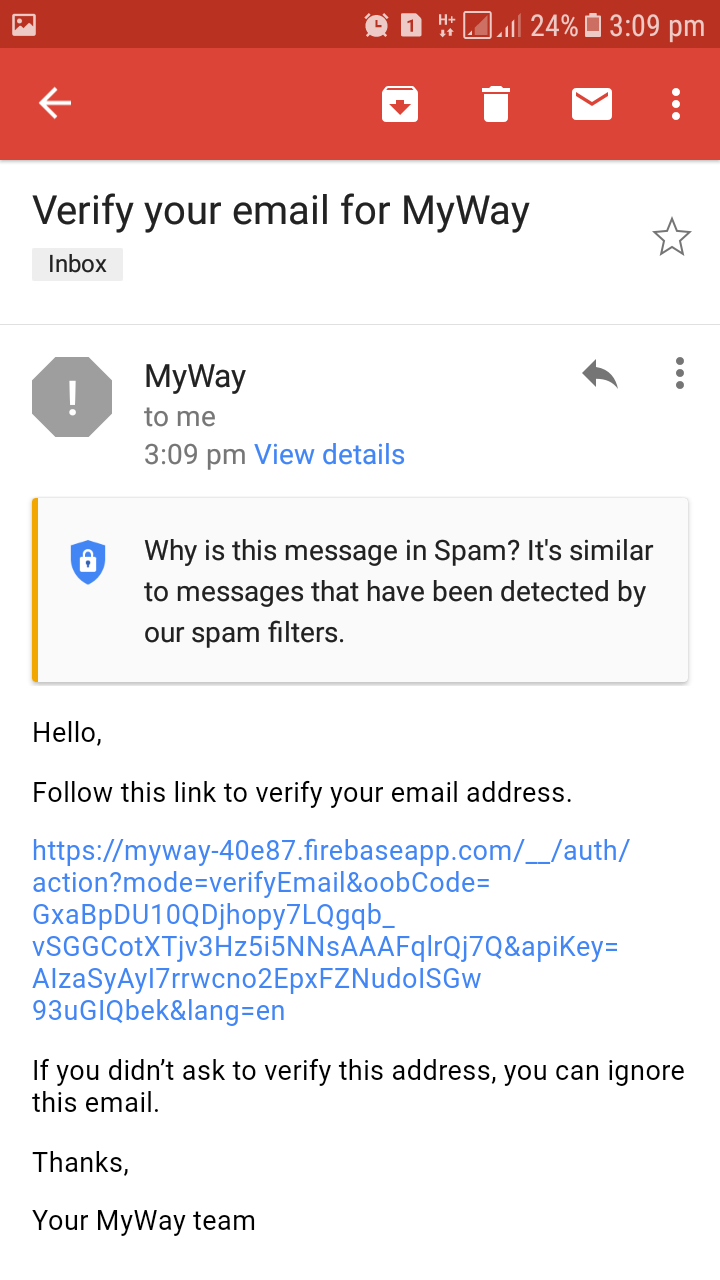 1 H+ 24% 3:09 pm
Verify your email for MyWay
Inbox
! MyWay
to me
3:09 pm View details
Why is this message in Spam? It's similar
to messages that have been detected by
our spam filters.
Hello,
Follow this link to verify your email address.
https://myway-40e87.firebaseapp.com/__/auth/
action?mode=verifyEmail&oobCode=
GxaBpDU10QDjhopy7LQgqb_
vSGGCotXTjv3Hz5i5NNsAAAFqlrQj7Q&apiKey=
AIzaSyAyI7rrwcno2EpxFZNudoISGw
93uGIQbek&lang=en
If you didn’t ask to verify this address, you can ignore
this email.
Thanks,
Your MyWay team